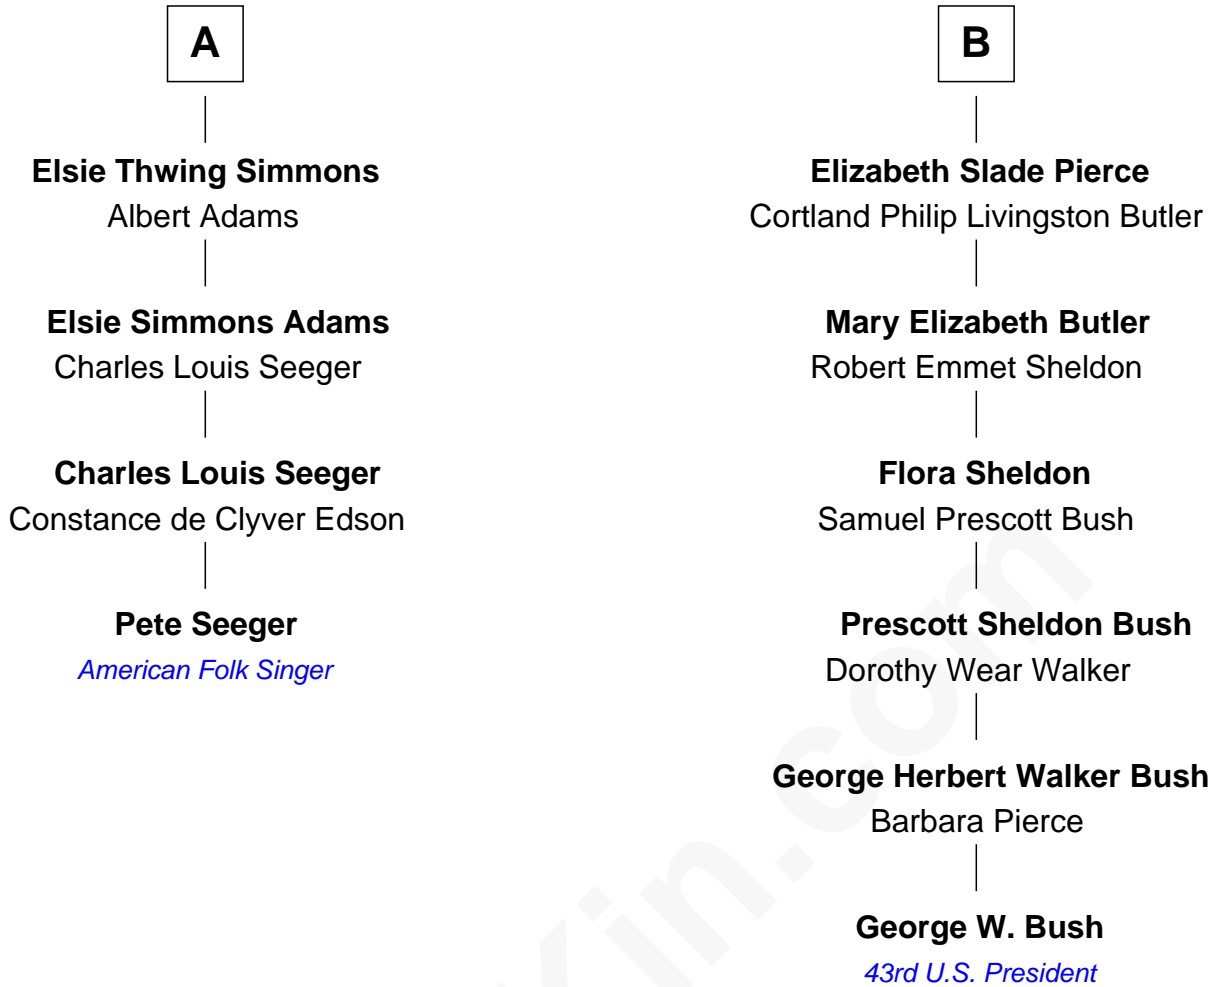 A
Elsie Thwing Simmons
Albert Adams
Elsie Simmons Adams
Charles Louis Seeger
Charles Louis Seeger
Constance de Clyver Edson
Pete Seeger
American Folk Singer
B
Elizabeth Slade Pierce
Cortland Philip Livingston Butler
Mary Elizabeth Butler
Robert Emmet Sheldon
Flora Sheldon
Samuel Prescott Bush
Prescott Sheldon Bush
Dorothy Wear Walker
George Herbert Walker Bush
Barbara Pierce
George W. Bush
43rd U.S. President
Kin.com